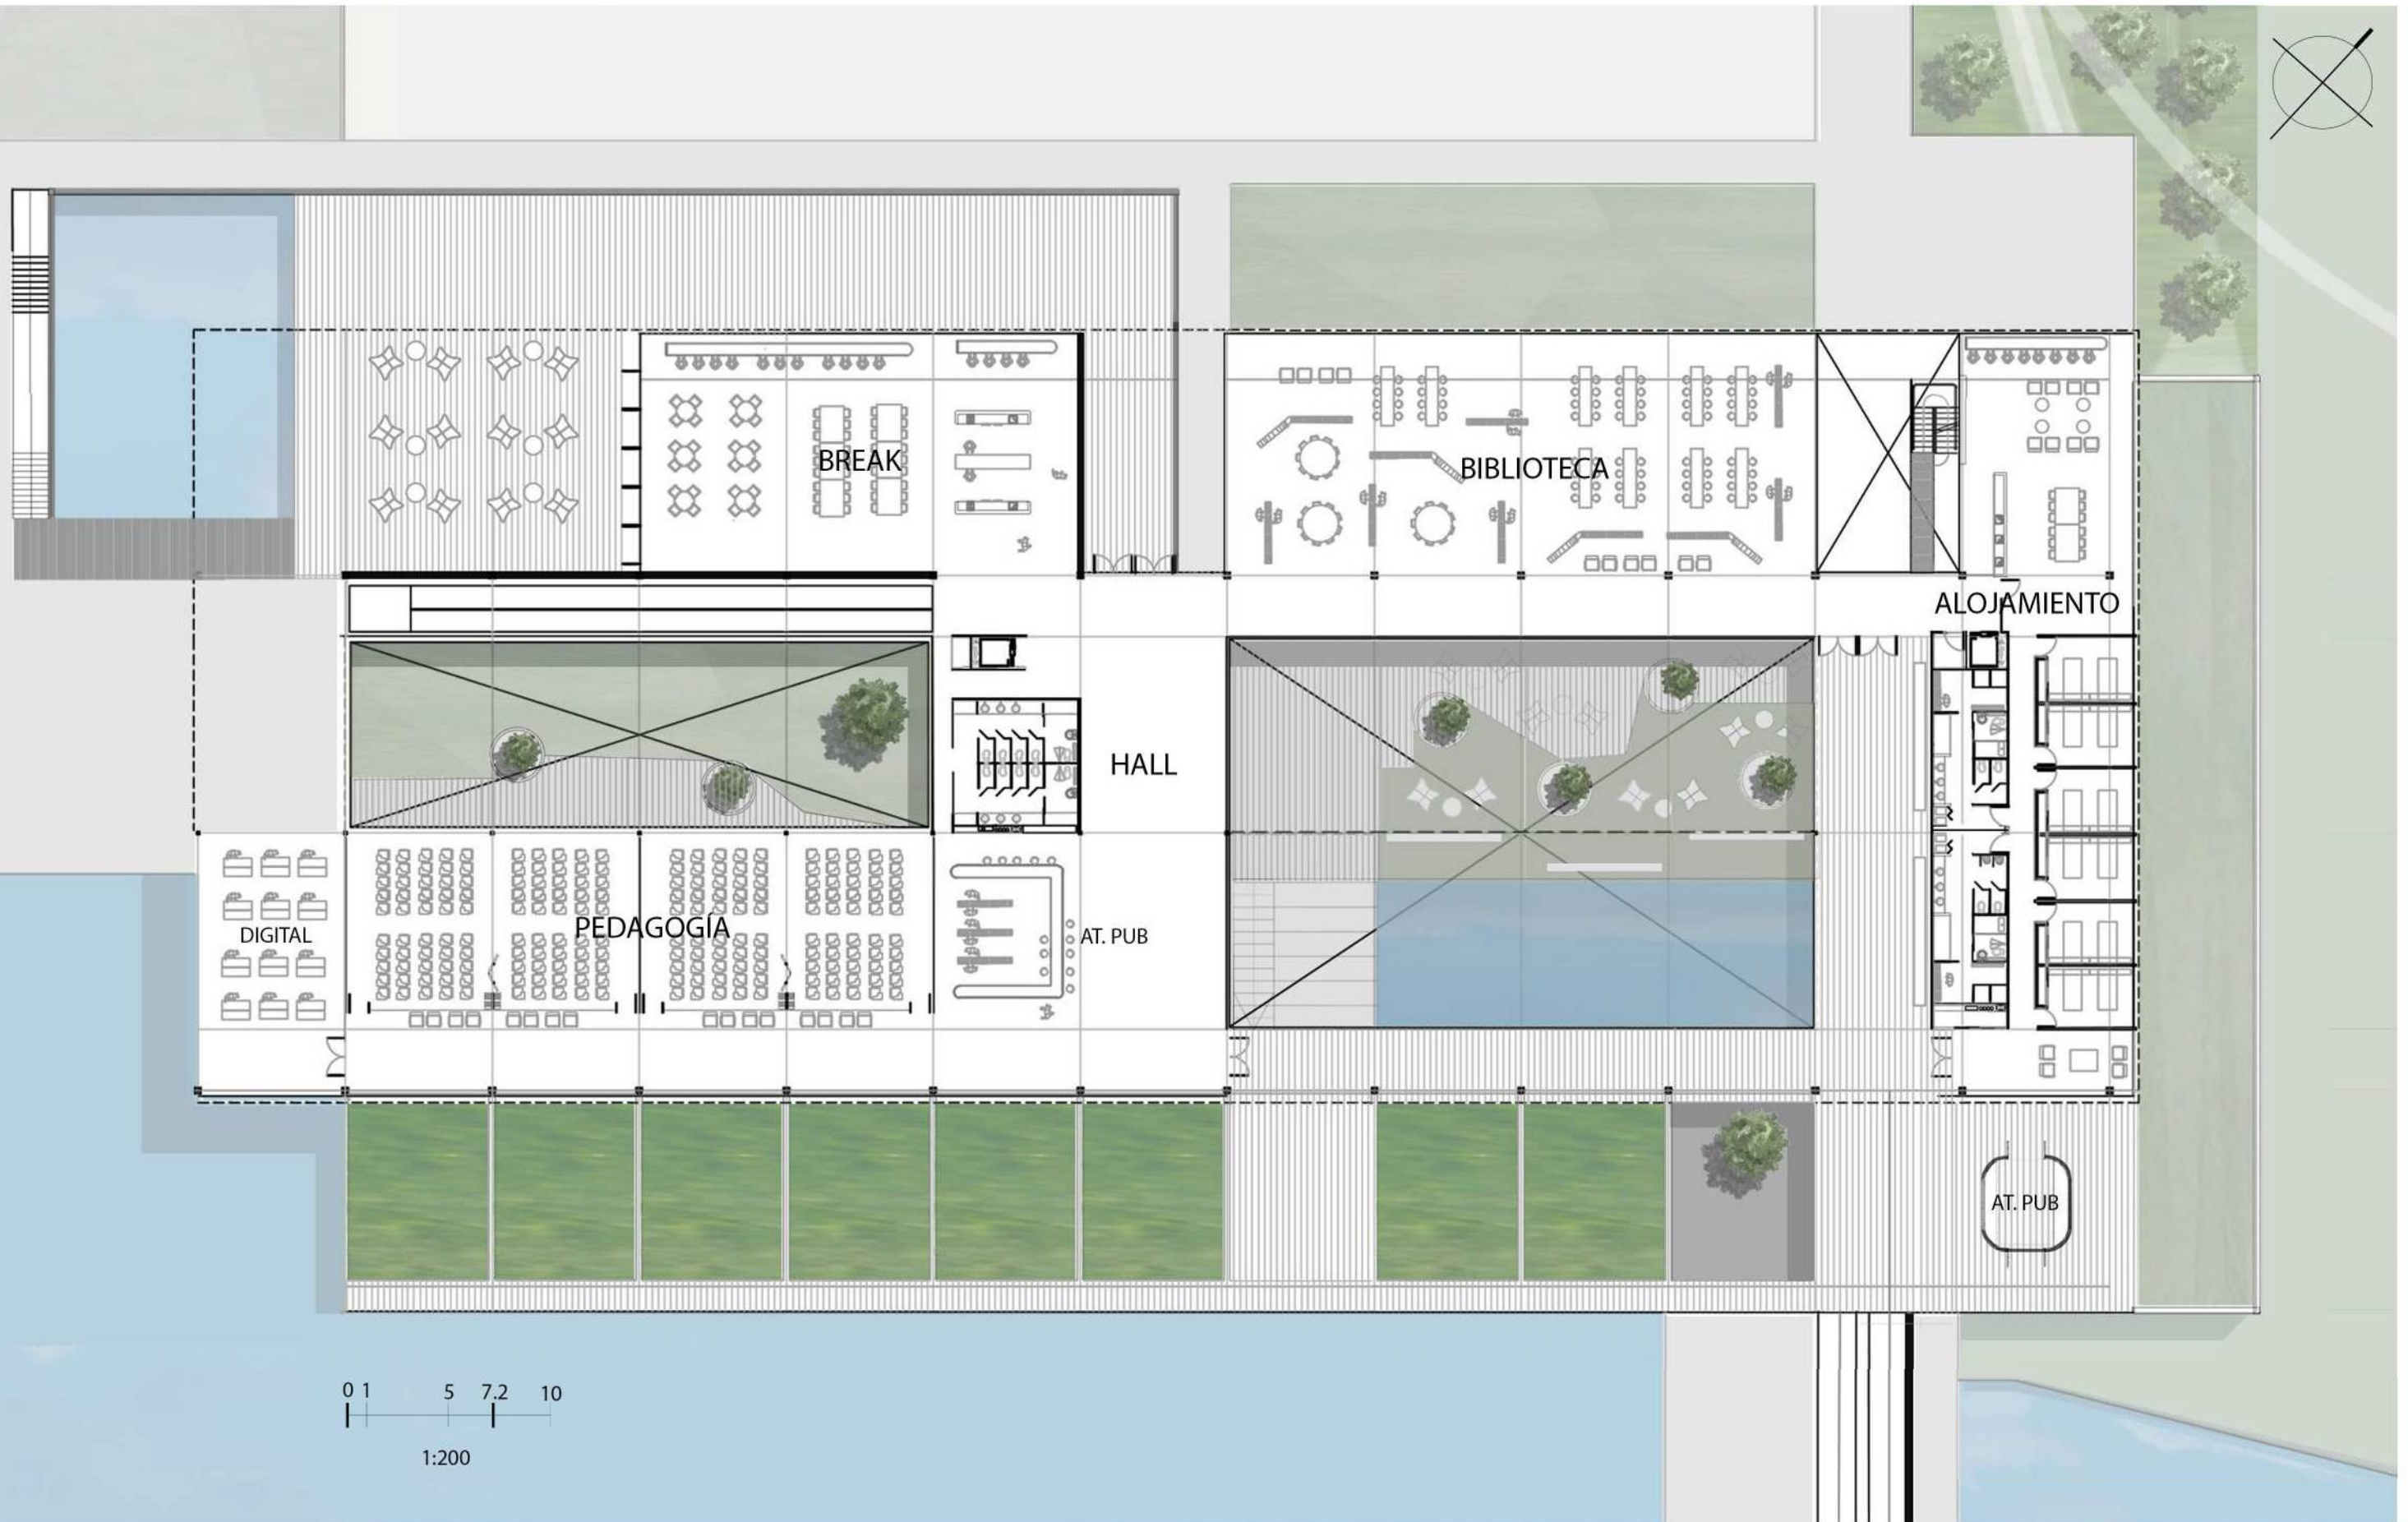 BREAK
BIBLIOTECA
ALOJAMIENTO
HALL
DIGITAL
PEDAGOGÍA
AT. PUB
AT. PUB
0 1 5 7.2 10
1:200